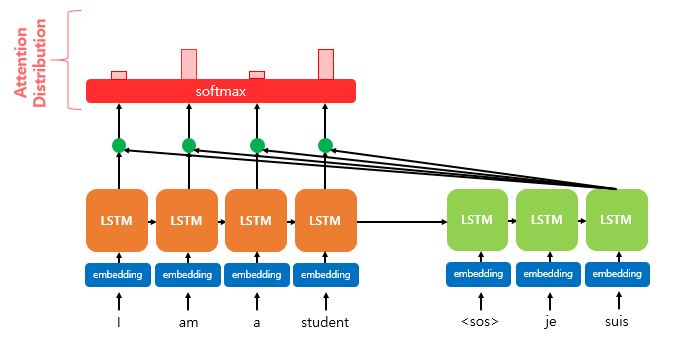 Attention
Distribution
softmax
LSTM LSTM LSTM LSTM LSTM LSTM LSTM
embedding embedding embedding embedding embedding embedding embedding
I am a student <sos> je suis